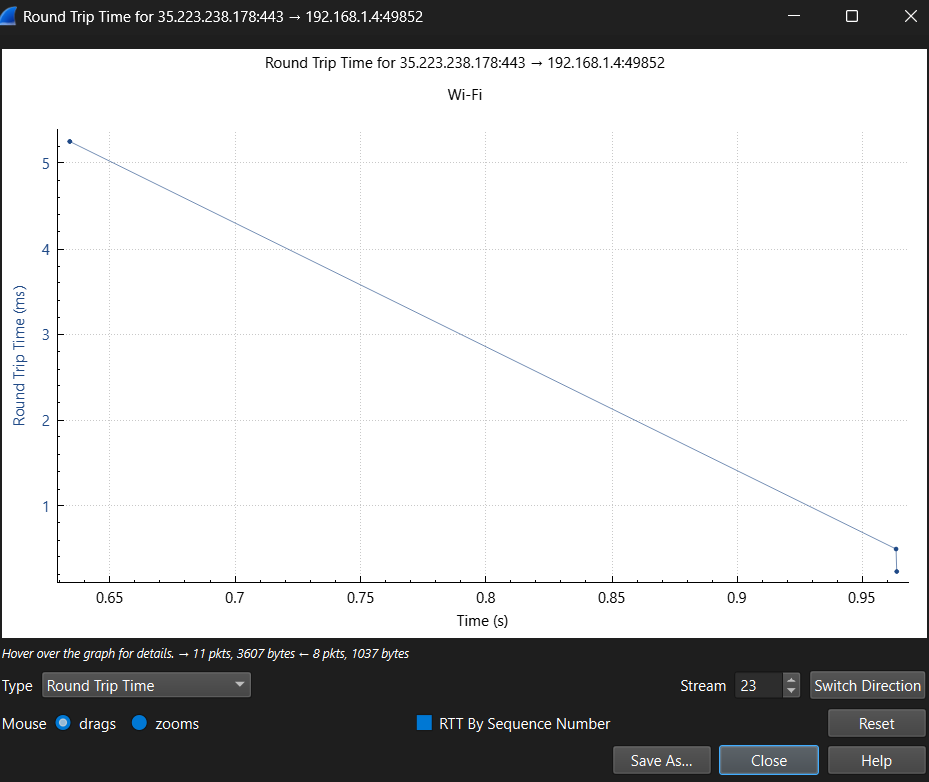 Round Trip Time for 35.223.238.178:443 → 192.168.1.4:49852
Round Trip Time for 35.223.238.178:443 → 192.168.1.4:49852
Wi-Fi
5
4
3
2
1
Round Trip Time (ms)
0.65 0.7 0.75 0.8 0.85 0.9 0.95
Time (s)
Hover over the graph for details. → 11 pkts, 3607 bytes ← 8 pkts, 1037 bytes
Type Round Trip Time Stream 23 Switch Direction
Mouse drags zooms RTT By Sequence Number Reset
Save As... Close Help